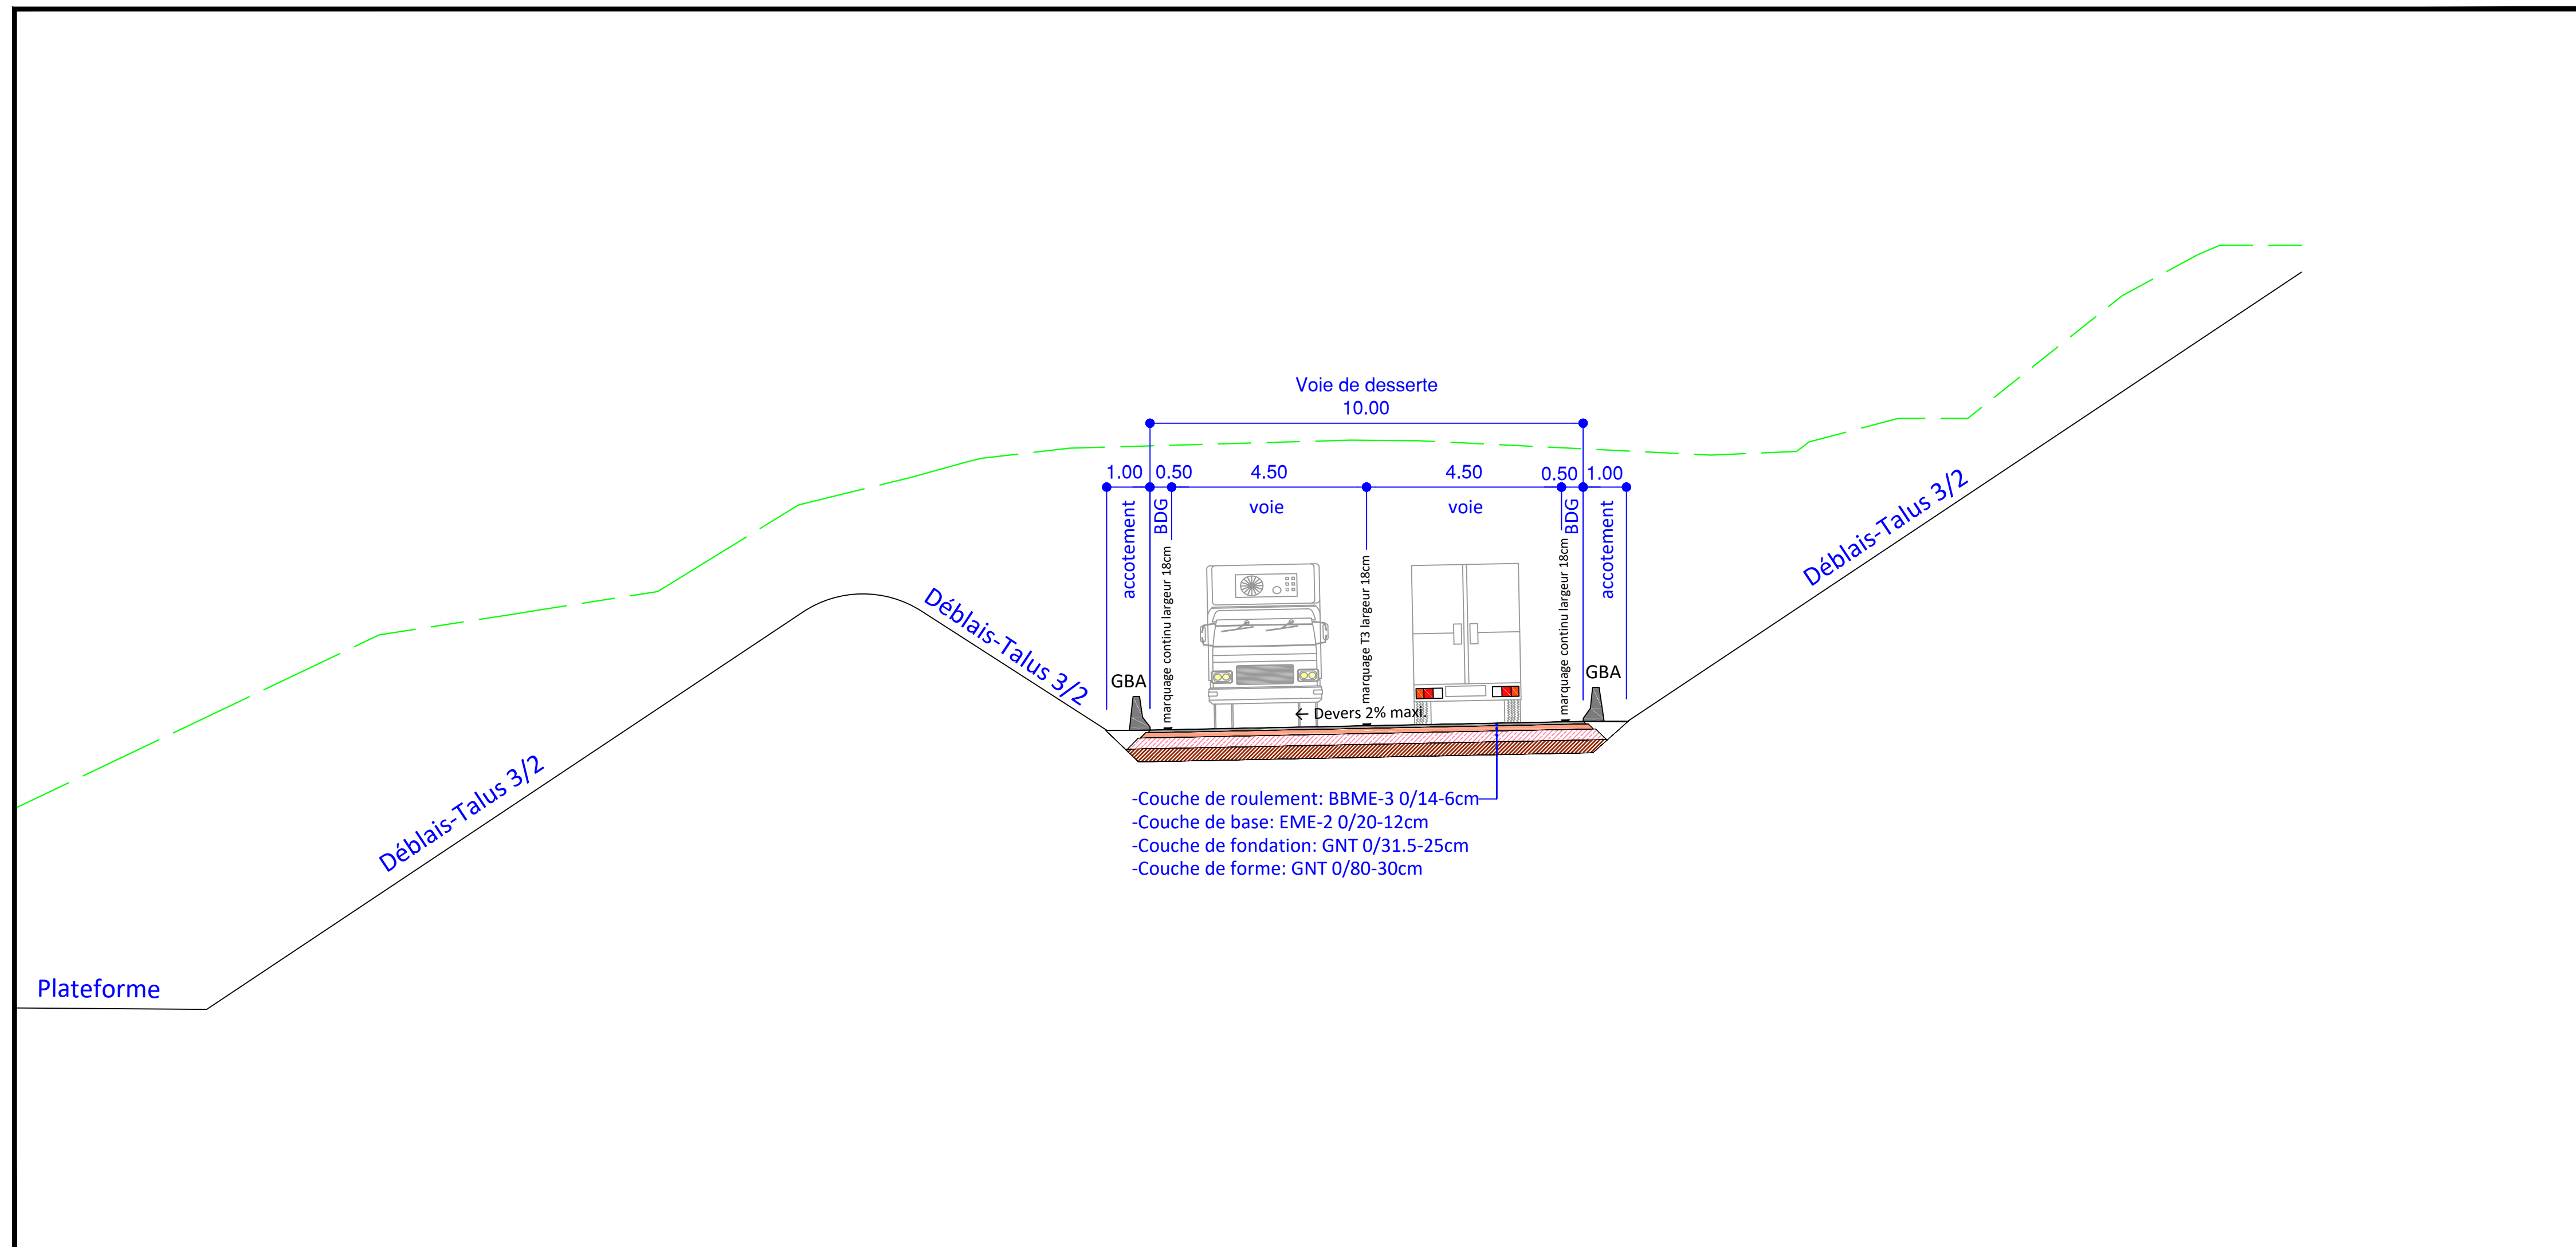 Voie de desserte
10.00
1.00 0.50 4.50 4.50 0.50 1.00
accotement
BDG
voie
voie
BDG
accotement
marquage continu largeur 18cm
marquage T3 largeur 18cm
marquage continu largeur 18cm
Déblais-Talus 3/2
Déblais-Talus 3/2
GBA
GBA
← Devers 2% maxi.
Déblais-Talus 3/2
-Couche de roulement: BBME-3 0/14-6cm
-Couche de base: EME-2 0/20-12cm
-Couche de fondation: GNT 0/31.5-25cm
-Couche de forme: GNT 0/80-30cm
Plateforme